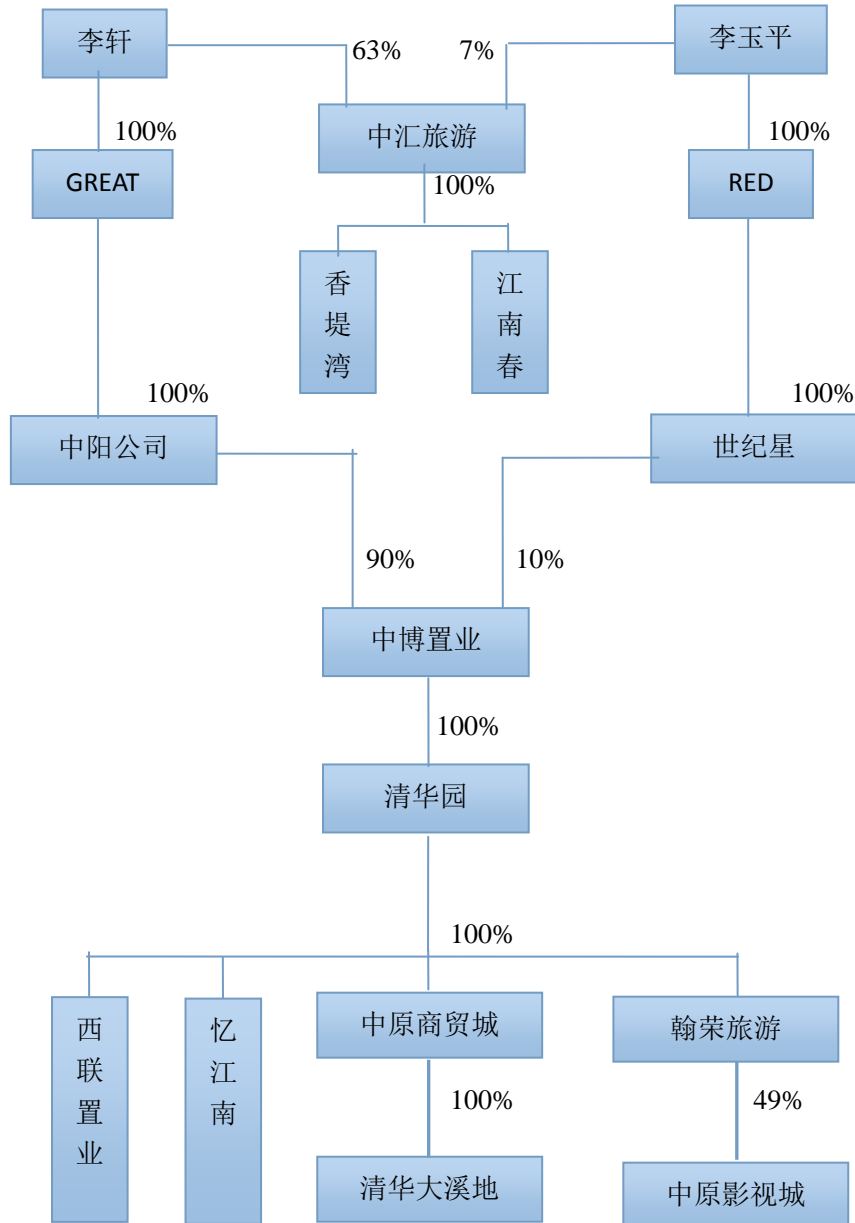 李轩
李玉平
63%
7%
100%
中汇旅游
100%
GREAT
100%
RED
香堤湾
江南春
100%
100%
中阳公司
世纪星
90%
10%
中博置业
100%
清华园
100%
西联置业
忆江南
中原商贸城
翰荣旅游
100%
49%
清华大溪地
中原影视城